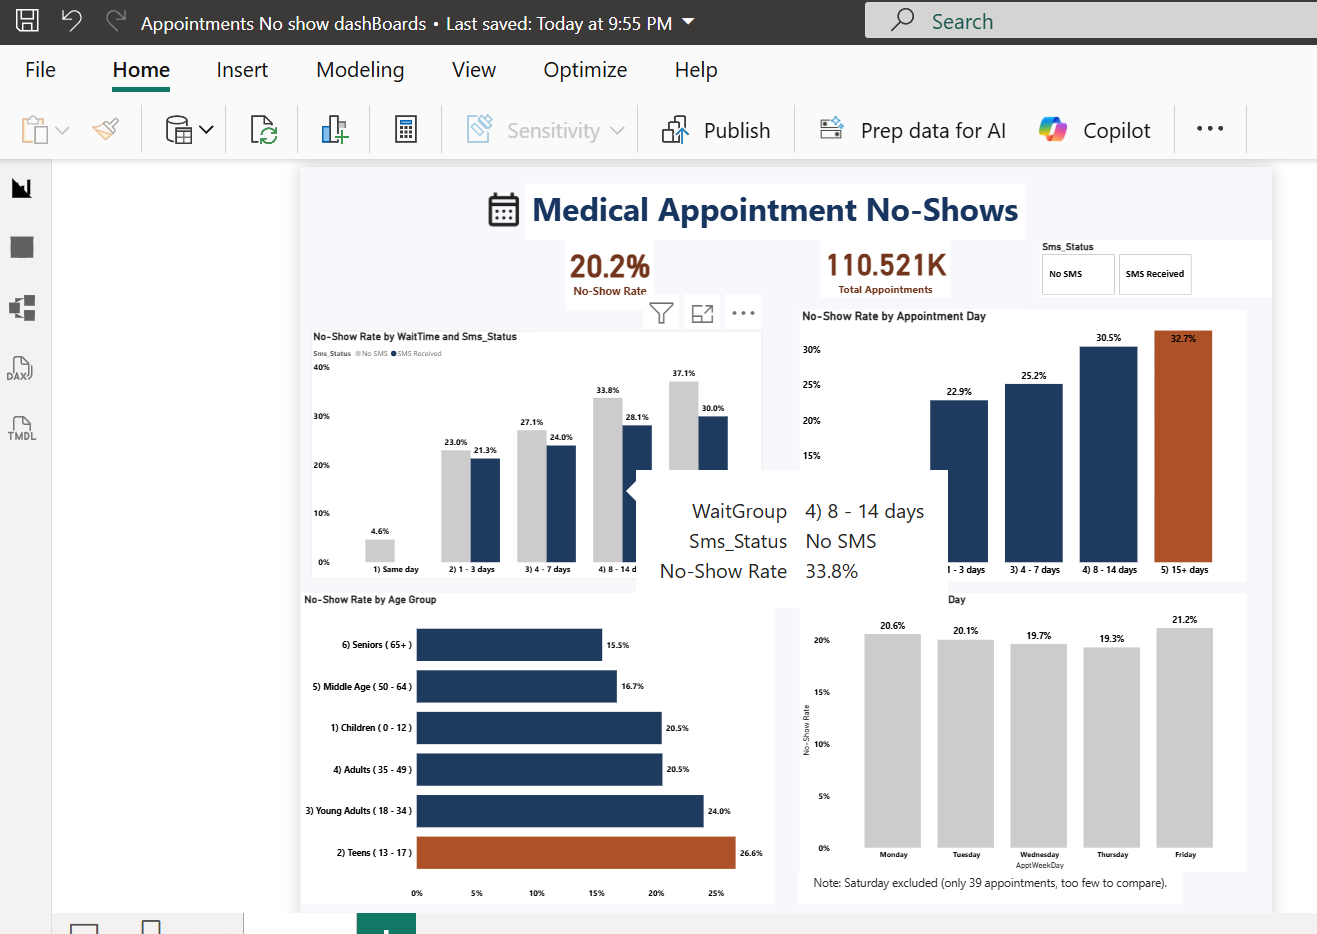 Appointments No show dashBoards • Last saved: Today at 9:55 PM
Search
File Home Insert Modeling View Optimize Help
Sensitivity Publish Prep data for AI Copilot
DAX
TMDL
Medical Appointment No-Shows
20.2%
No-Show Rate
110.521K
Total Appointments
Sms_Status
No SMS
SMS Received
No-Show Rate by WaitTime and Sms_Status
Sms_Status No SMS SMS Received
40%
30%
20%
10%
0%
4.6%
23.0%
21.3%
27.1%
24.0%
33.8%
28.1%
37.1%
30.0%
1) Same day 2) 1 - 3 days 3) 4 - 7 days 4) 8 - 14 d
No-Show Rate by Appointment Day
30%
25%
20%
15%
22.9%
25.2%
30.5%
32.7%
1 - 3 days 3) 4 - 7 days 4) 8 - 14 days 5) 15+ days
WaitGroup 4) 8 - 14 days
Sms_Status No SMS
No-Show Rate 33.8%
No-Show Rate by Age Group
6) Seniors ( 65+ ) 15.5%
5) Middle Age ( 50 - 64 ) 16.7%
1) Children ( 0 - 12 ) 20.5%
4) Adults ( 35 - 49 ) 20.5%
3) Young Adults ( 18 - 34 ) 24.0%
2) Teens ( 13 - 17 ) 26.6%
0% 5% 10% 15% 20% 25%
Day
No-Show Rate
20%
15%
10%
5%
0%
20.6%
20.1%
19.7%
19.3%
21.2%
Monday Tuesday Wednesday Thursday Friday
ApptWeekDay
Note: Saturday excluded (only 39 appointments, too few to compare).